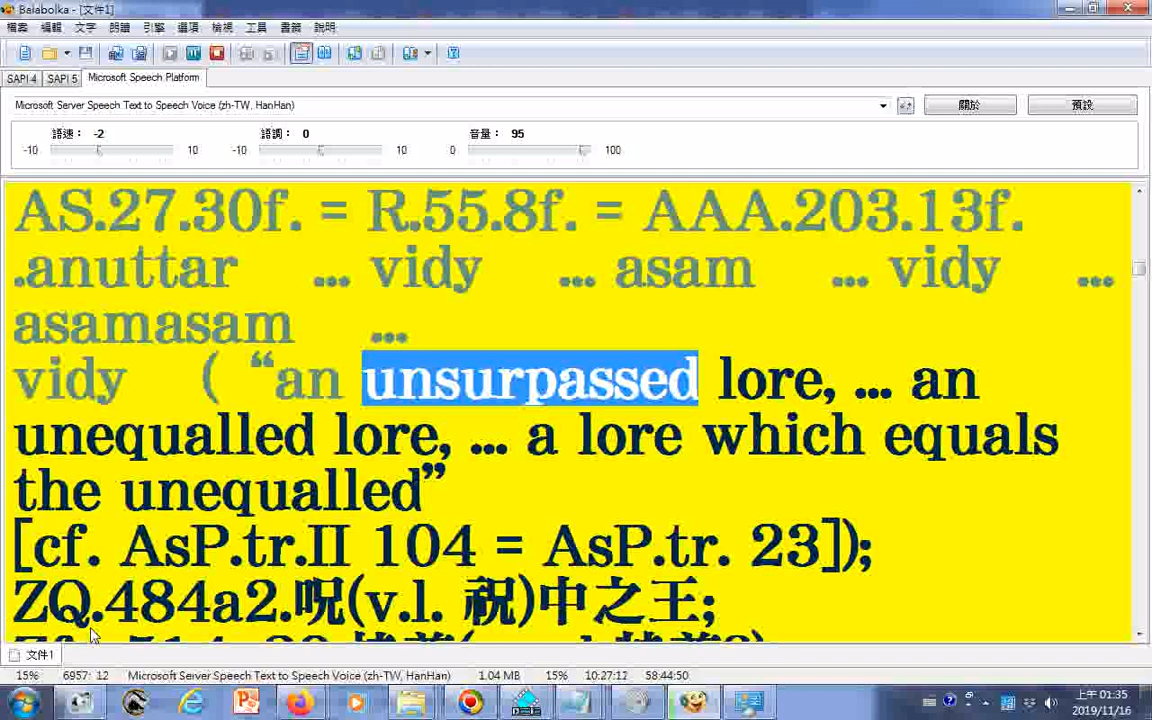 Balabolka - [文件1]
檔案 編輯 文字 朗讀 引擎 選項 檢視 工具 書籤 說明
SAPI 4 SAPI 5 Microsoft Speech Platform
Microsoft Server Speech Text to Speech Voice (zh-TW, HanHan) 關於 預設
語速： -2 語調： 0 音量： 95
-10 10 -10 10 0 100
AS.27.30f. = R.55.8f. = AAA.203.13f.
.anuttar ... vidy ... asam ... vidy ...
asamasam ...
vidy ( “an unsurpassed lore, ... an
unequalled lore, ... a lore which equals
the unequalled”
[cf. AsP.tr.II 104 = AsP.tr. 23]);
ZQ.484a2.呪(v.l. 祝)中之王;
文件1
15% 6957: 12 Microsoft Server Speech Text to Speech Voice (zh-TW, HanHan) 1.04 MB 15% 10:27:12 58:44:50
上午 01:35
2019/11/16